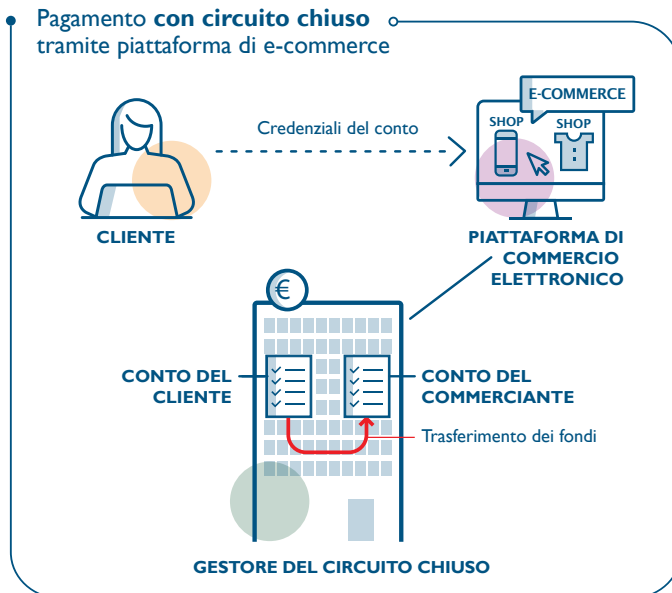 Pagamento con circuito chiuso
tramite piattaforma di e-commerce
E-COMMERCE
SHOP
SHOP
Credenziali del conto
CLIENTE
PIATTAFORMA DI
COMMERCIO
ELETTRONICO
€
CONTO DEL
CLIENTE
CONTO DEL
COMMERCIANTE
Trasferimento dei fondi
GESTORE DEL CIRCUITO CHIUSO